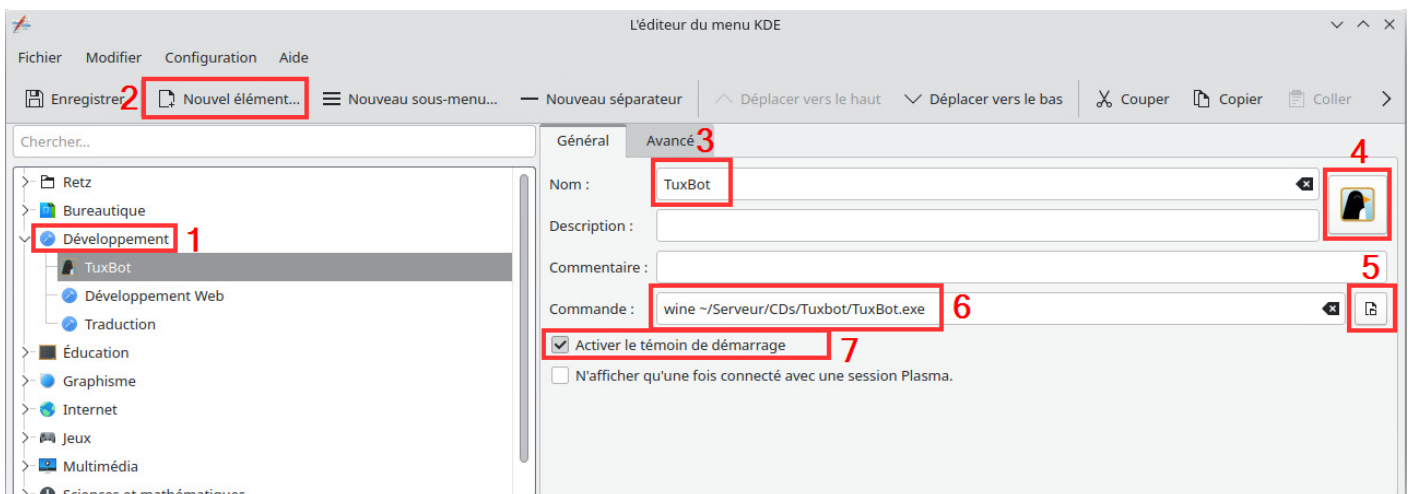 L'éditeur du menu KDE
Fichier Modifier Configuration Aide
Enregistrer 2 Nouvel élément... Nouveau sous-menu... Nouveau séparateur Déplacer vers le haut Déplacer vers le bas Couper Copier Coller
Chercher...
Retz
Bureautique
Développement 1
TuxBot
Développement Web
Traduction
Éducation
Graphisme
Internet
Jeux
Multimédia
Sciences et mathématiques
Général Avancé 3
4
Nom : TuxBot
Description :
Commentaire : 5
Commande : wine ~/Serveur/CDs/Tuxbot/TuxBot.exe 6
Activer le témoin de démarrage 7
N'afficher qu'une fois connecté avec une session Plasma.